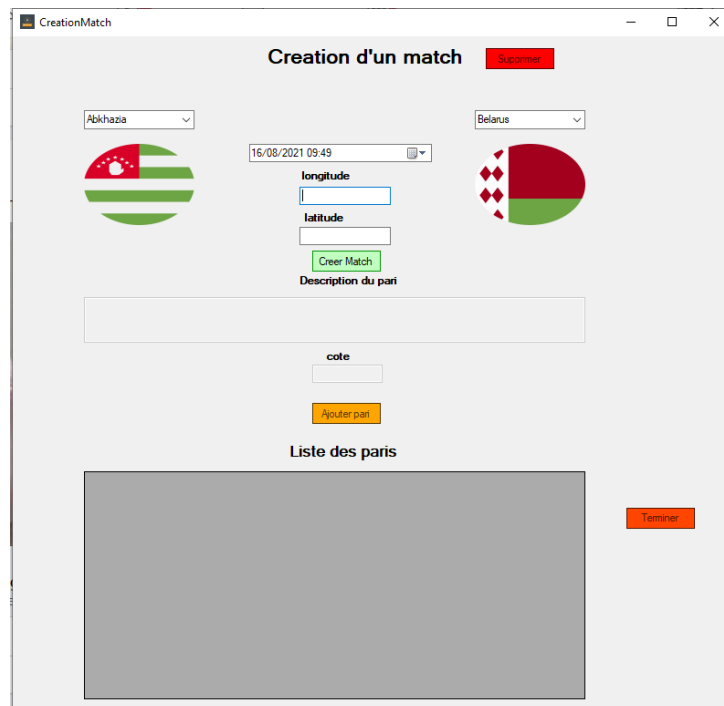 CreationMatch
Creation d'un match
Supprimer
Abkhazia
Belarus
16/08/2021 09:49
longitude
latitude
Creer Match
Description du pari
cote
Ajouter pari
Liste des paris
Terminer